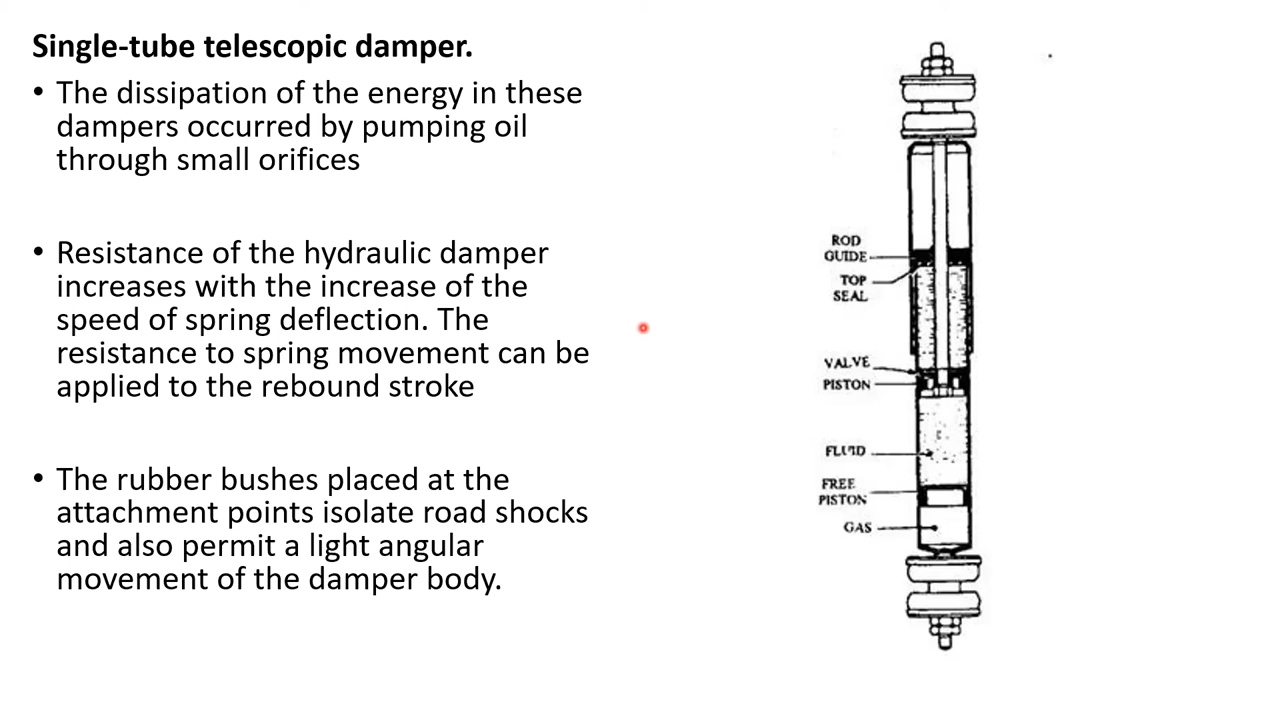 Single-tube telescopic damper.
• The dissipation of the energy in these
dampers occurred by pumping oil
through small orifices
• Resistance of the hydraulic damper
increases with the increase of the
speed of spring deflection. The
resistance to spring movement can be
applied to the rebound stroke
• The rubber bushes placed at the
attachment points isolate road shocks
and also permit a light angular
movement of the damper body.
ROD
GUIDE
TOP
SEAL
VALVE
PISTON
FLUID
FREE
PISTON
GAS